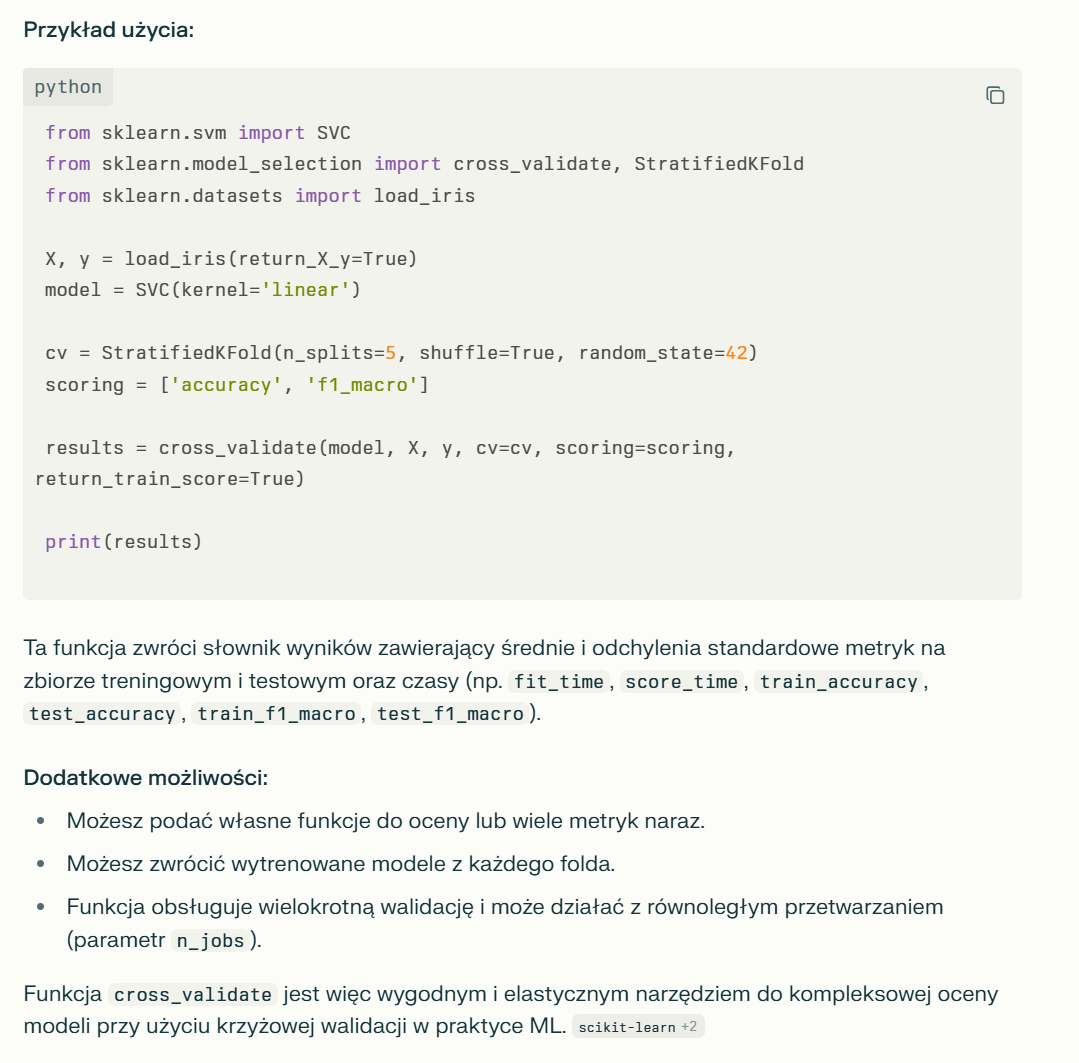 Przykład użycia:
python
from sklearn.svm import SVC
from sklearn.model_selection import cross_validate, StratifiedKFold
from sklearn.datasets import load_iris
X, y = load_iris(return_X_y=True)
model = SVC(kernel='linear')
cv = StratifiedKFold(n_splits=5, shuffle=True, random_state=42)
scoring = ['accuracy', 'f1_macro']
results = cross_validate(model, X, y, cv=cv, scoring=scoring,
return_train_score=True)
print(results)
Ta funkcja zwróci słownik wyników zawierający średnie i odchylenia standardowe metryk na
zbiorze treningowym i testowym oraz czasy (np. fit_time, score_time, train_accuracy,
test_accuracy, train_f1_macro, test_f1_macro).
Dodatkowe możliwości:
• Możesz podać własne funkcje do oceny lub wiele metryk naraz.
• Możesz zwrócić wytrenowane modele z każdego folda.
• Funkcja obsługuje wielokrotną walidację i może działać z równoległym przetwarzaniem
(parametr n_jobs).
Funkcja cross_validate jest więc wygodnym i elastycznym narzędziem do kompleksowej oceny
modeli przy użyciu krzyżowej walidacji w praktyce ML. scikit-learn +2